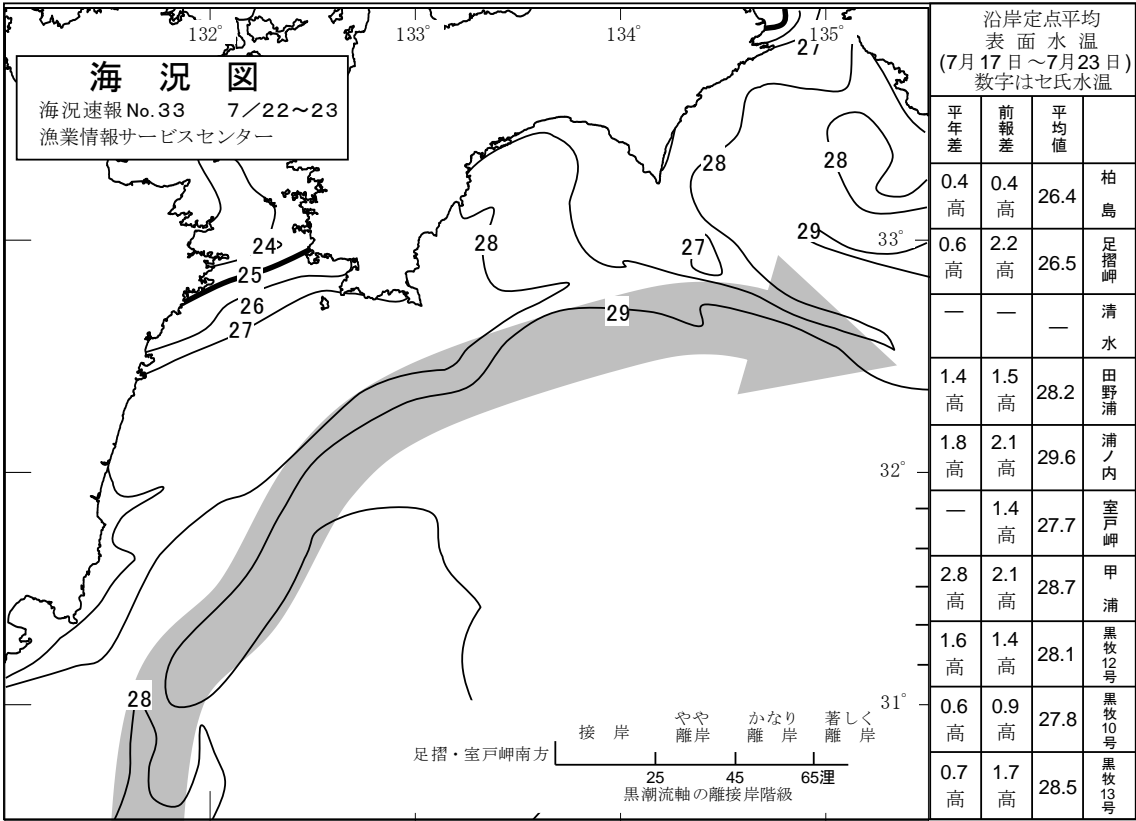 海況図
海況速報No.33 7／22～23
漁業情報サービスセンター
132°
133°
134°
135°
27
28
28
29
27
28
33°
24
25
26
27
29
32°
31°
28
接岸 やや離岸 かなり離岸 著しく離岸
足摺・室戸岬南方
25 45 65浬
黒潮流軸の離接岸階級
沿岸定点平均
表面水温
(7月17日～7月23日)
数字はセ氏水温
平年差 前報差 平均値
0.4高 0.4高 26.4 柏島
0.6高 2.2高 26.5 足摺岬
― ― ― 清水
1.4高 1.5高 28.2 田野浦
1.8高 2.1高 29.6 浦ノ内
― 1.4高 27.7 室戸岬
2.8高 2.1高 28.7 甲浦
1.6高 1.4高 28.1 黒牧12号
0.6高 0.9高 27.8 黒牧10号
0.7高 1.7高 28.5 黒牧13号